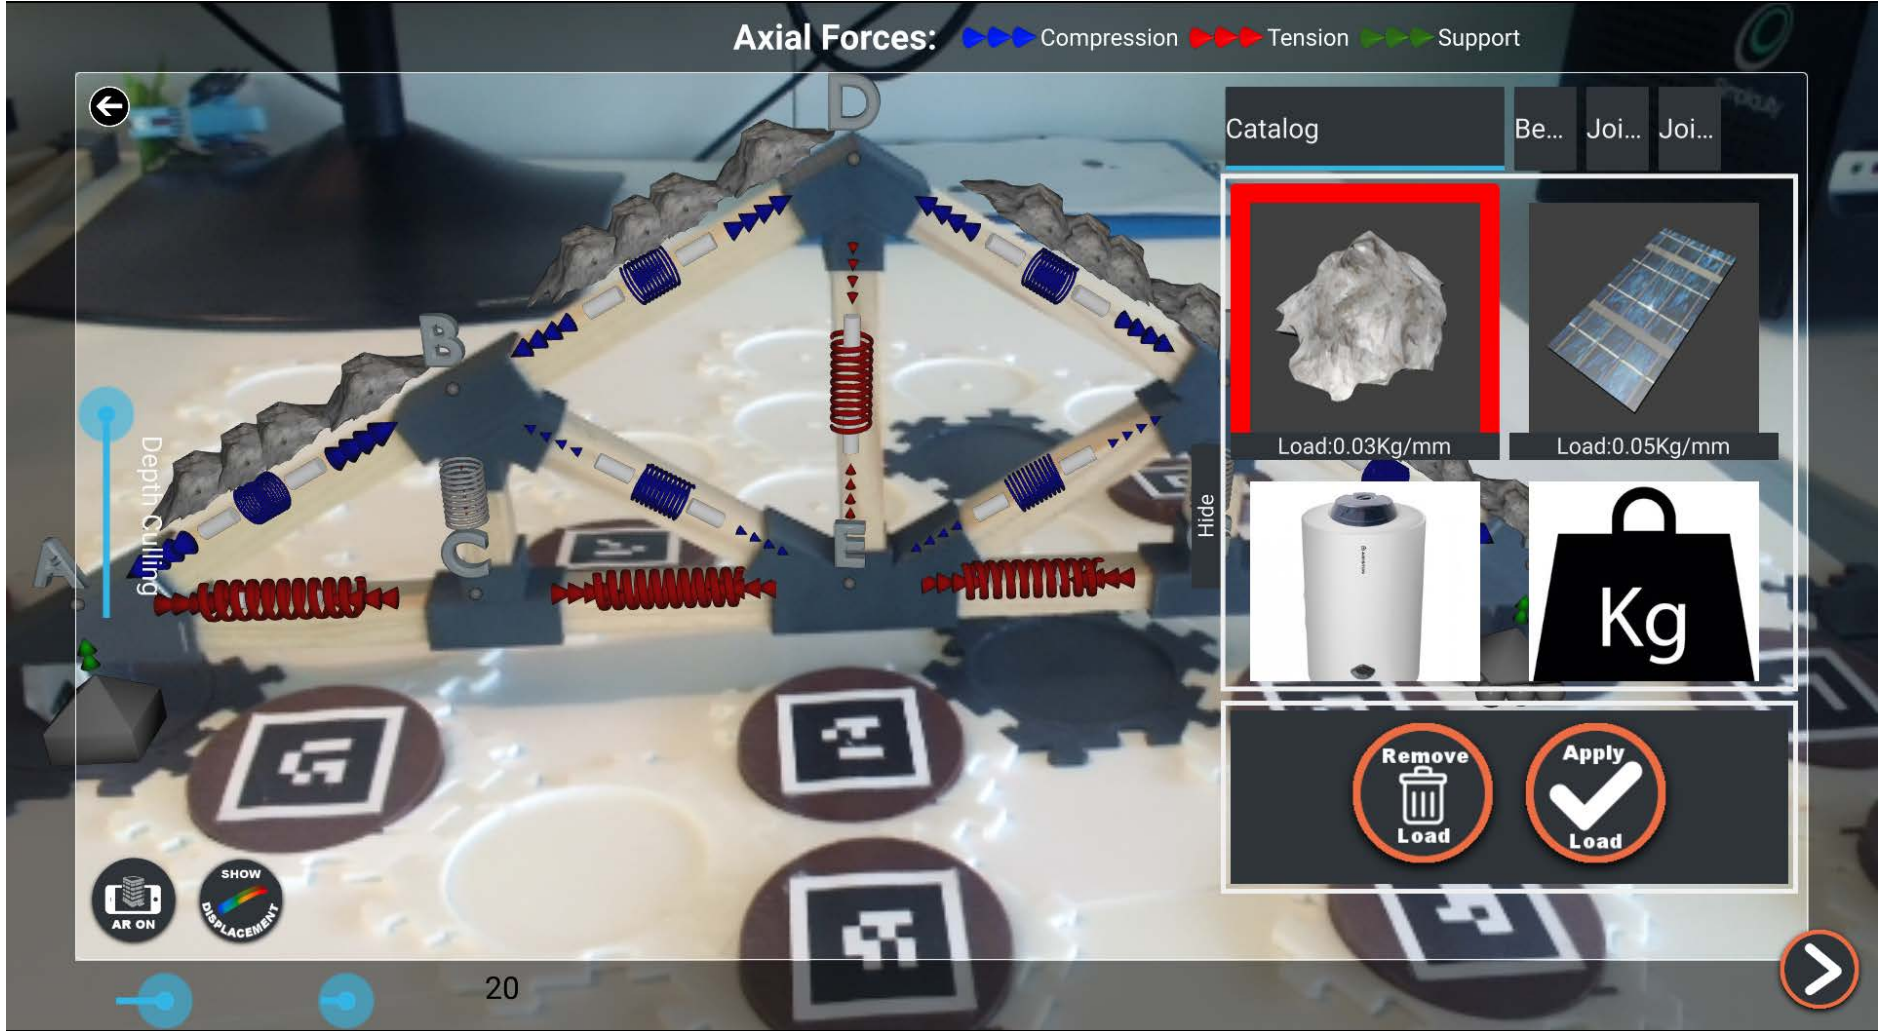 Axial Forces: Compression Tension Support
D
Catalog
Be...
Joi...
Joi...
B
Load:0.03Kg/mm
Load:0.05Kg/mm
Depth Culling
Hide
C
E
A
Kg
Remove
Load
Apply
Load
AR ON
SHOW
DISPLACEMENT
20